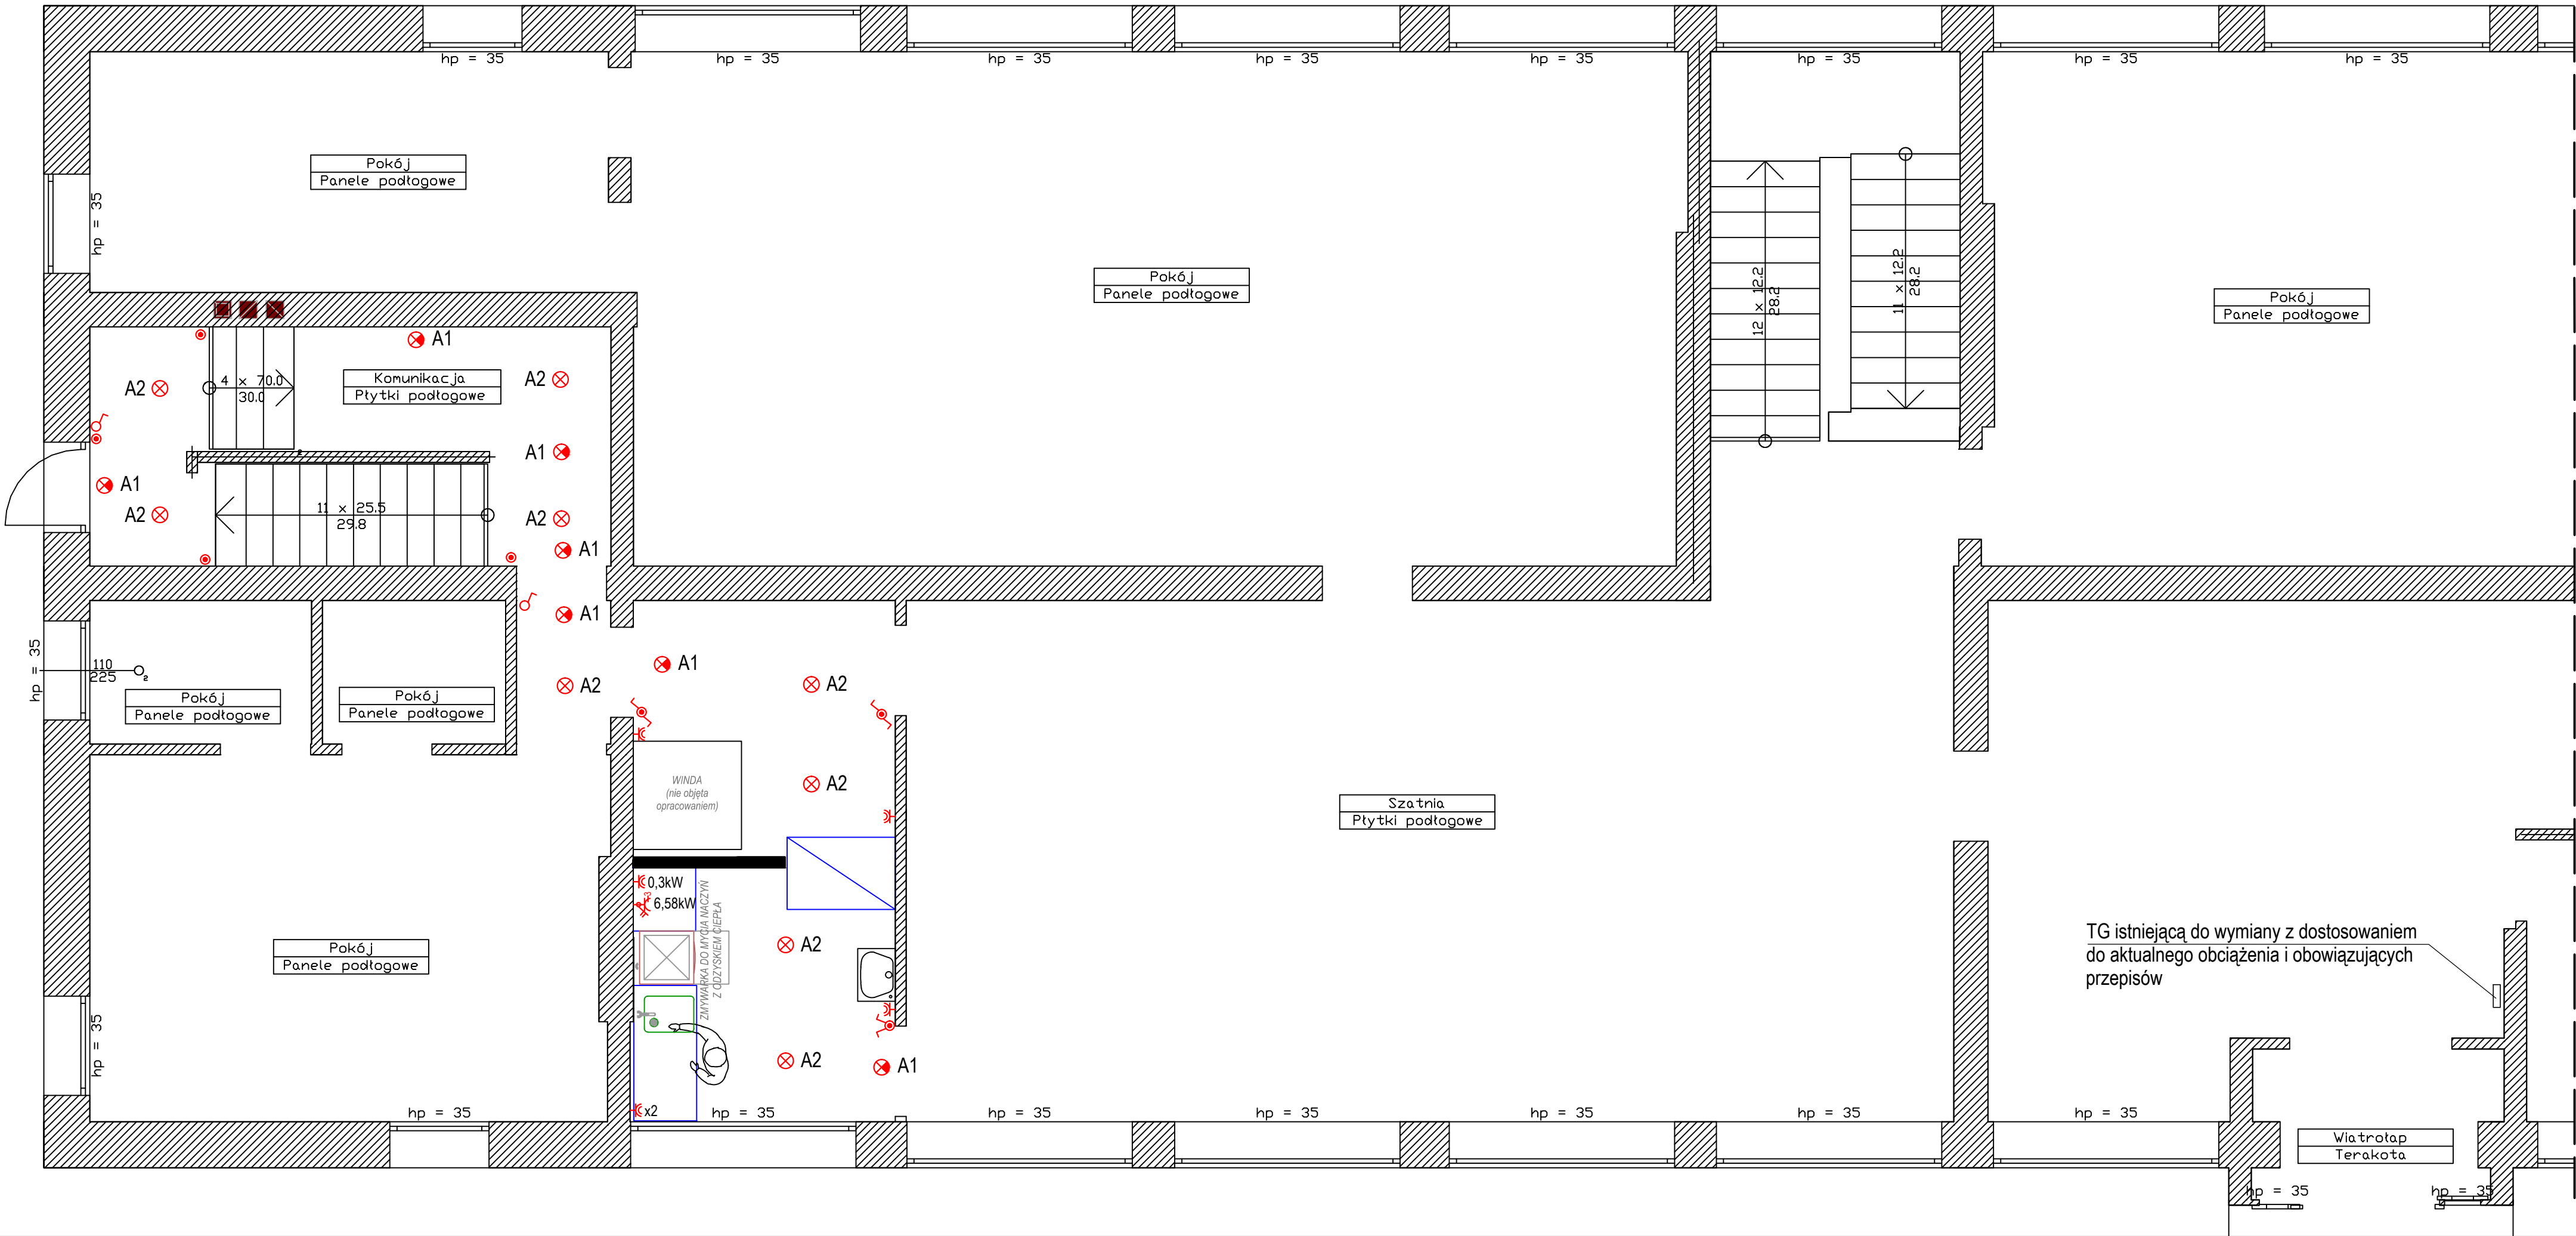 hp = 35
hp = 35
hp = 35
hp = 35
hp = 35
hp = 35
hp = 35
hp = 35
Pokój
Panele podłogowe
hp = 35
Pokój
Panele podłogowe
12 x 12.2
28.2
11 x 12.2
28.2
Pokój
Panele podłogowe
A1
A2
4 x 70.0
30.0
Komunikacja
Płytki podłogowe
A2
A1
A1
A2
11 x 25.5
29.8
A2
A1
A1
hp = 35
110
225
2
Pokój
Panele podłogowe
Pokój
Panele podłogowe
A2
A1
A2
A2
WINDA
(nie objęta
opracowaniem)
Szatnia
Płytki podłogowe
0,3kW
3
6,58kW
ZMYWARKA DO MYCIA NACZYŃ
Z ODZYSKIEM CIEPŁA
A2
Pokój
Panele podłogowe
TG istniejącą do wymiany z dostosowaniem
do aktualnego obciążenia i obowiązujących
przepisów
hp = 35
A2
A1
x2
hp = 35
hp = 35
hp = 35
hp = 35
hp = 35
hp = 35
hp = 35
Wiatrołap
Terakota
hp = 35
hp = 35